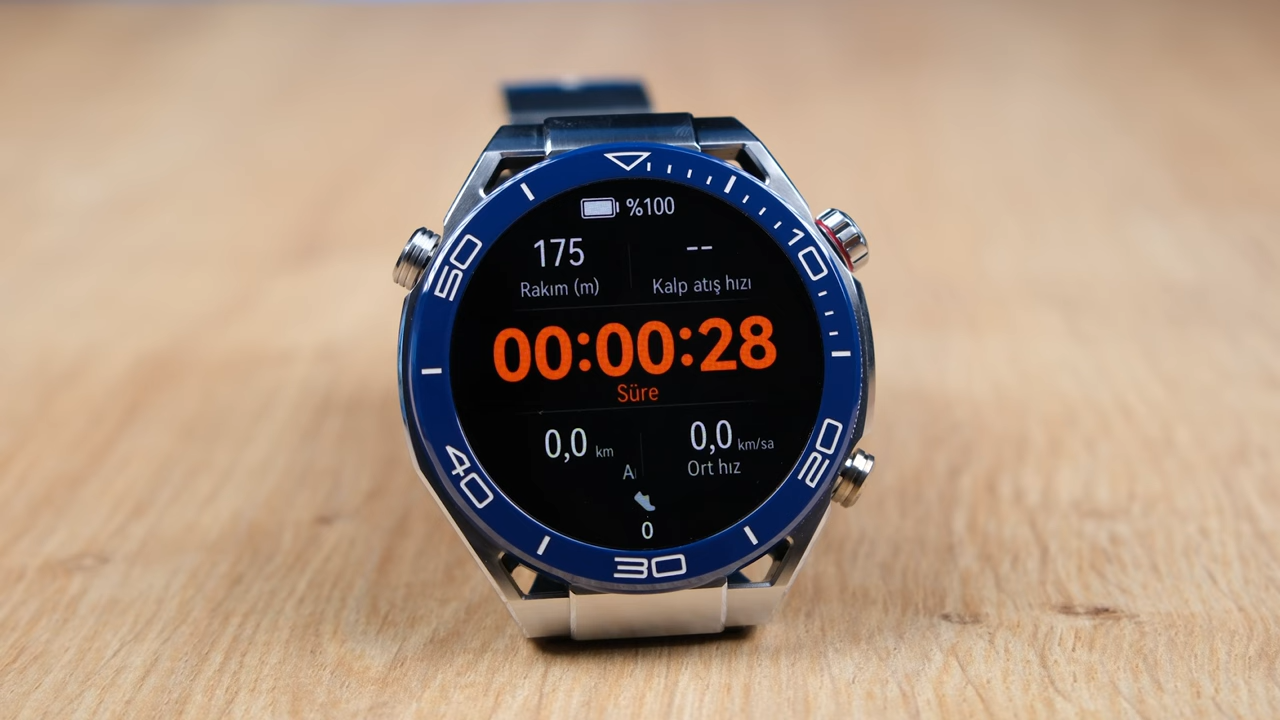 %100
175 --
Rakım (m) Kalp atış hızı
00:00:28
Süre
0,0 km 0,0 km/sa
Ort hız
0
10
20
30
40
50